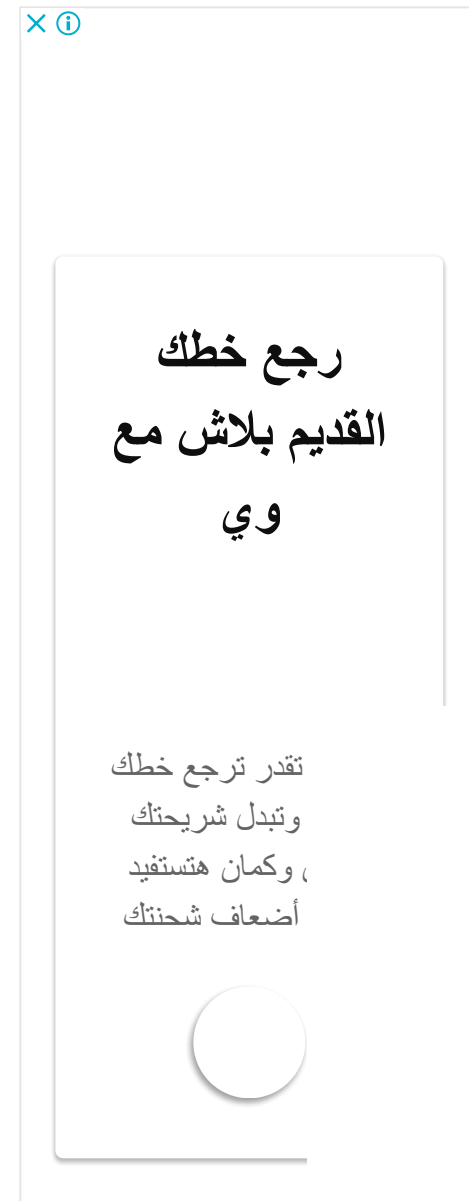 رجع خطك
القديم بلاش مع
وي
تقدر ترجع خطك
وتبدل شريحتك
وكمان هتستفيد
أضعاف شحنتك